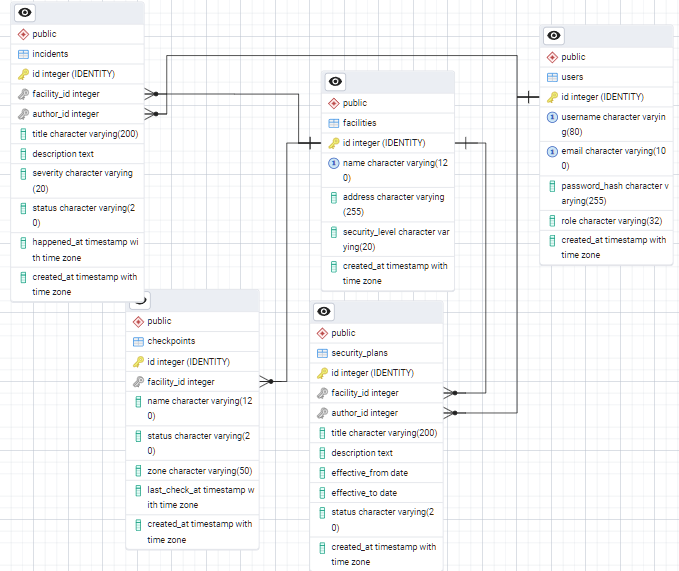 public
incidents
id integer (IDENTITY)
facility_id integer
author_id integer
title character varying(200)
description text
severity character varying
(20)
status character varying(2
0)
happened_at timestamp wi
th time zone
created_at timestamp with
time zone
public
facilities
id integer (IDENTITY)
name character varying(12
0)
address character varying
(255)
security_level character var
ying(20)
created_at timestamp with
time zone
public
users
id integer (IDENTITY)
username character varyin
g(80)
email character varying(10
0)
password_hash character v
arying(255)
role character varying(32)
created_at timestamp with
time zone
public
checkpoints
id integer (IDENTITY)
facility_id integer
name character varying(12
0)
status character varying(2
0)
zone character varying(50)
last_check_at timestamp w
ith time zone
created_at timestamp with
time zone
public
security_plans
id integer (IDENTITY)
facility_id integer
author_id integer
title character varying(200)
description text
effective_from date
effective_to date
status character varying(2
0)
created_at timestamp with
time zone